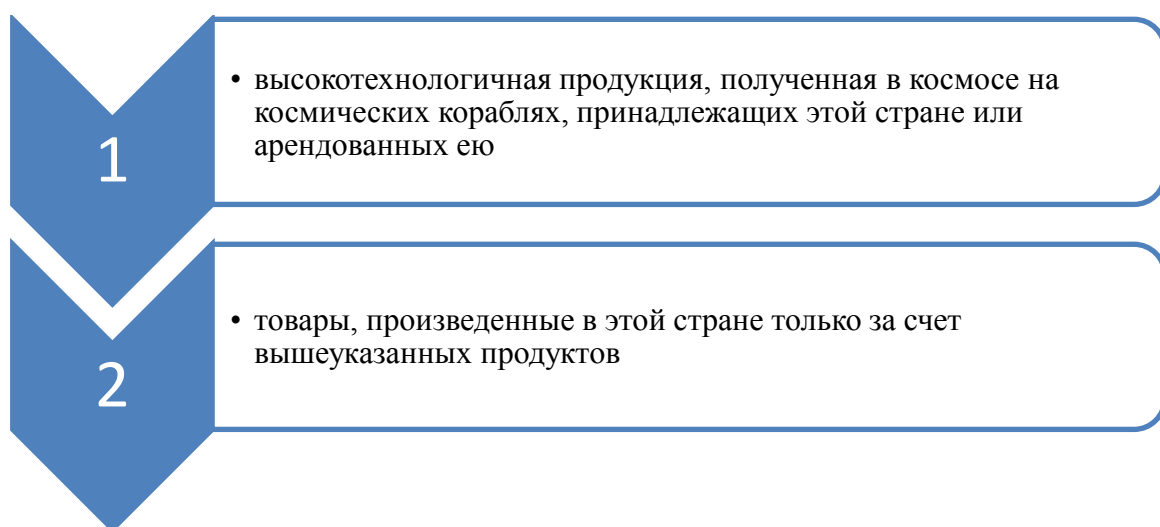 1
• высокотехнологичная продукция, полученная в космосе на
космических кораблях, принадлежащих этой стране или
арендованных ею
2
• товары, произведенные в этой стране только за счет
вышеуказанных продуктов